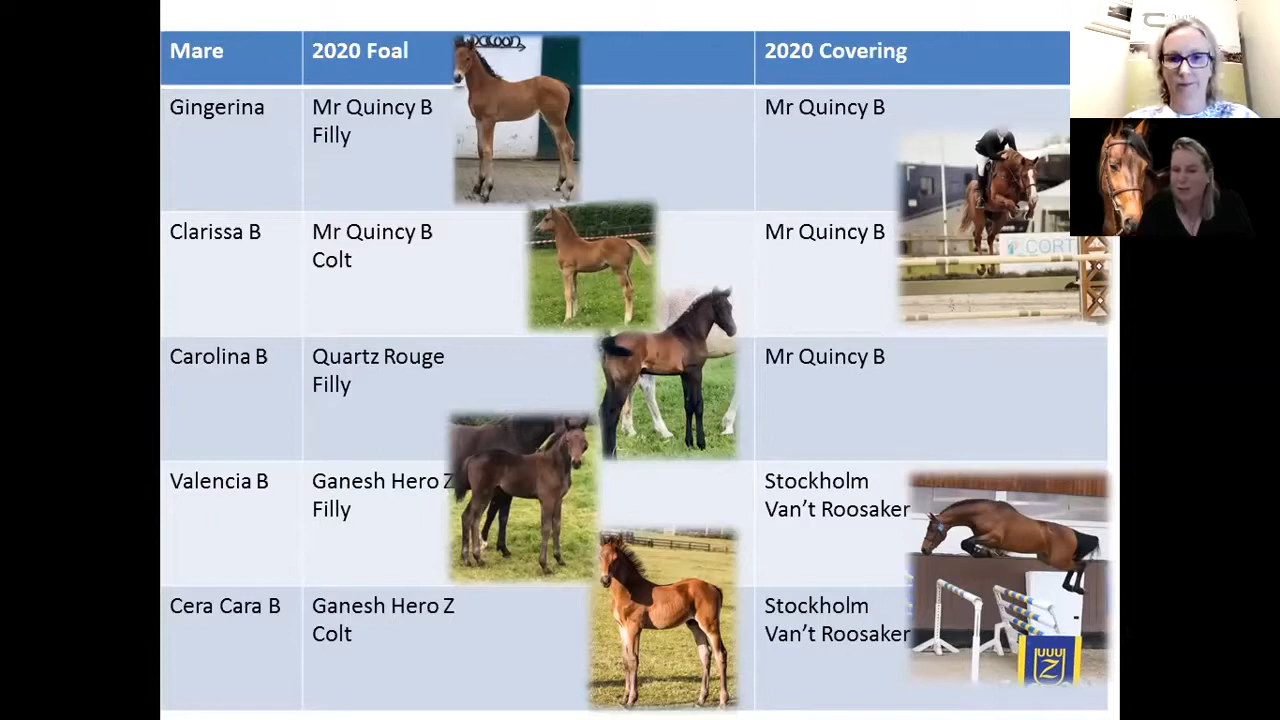 Mare 2020 Foal 2020 Covering
Gingerina Mr Quincy B Mr Quincy B
Filly
Clarissa B Mr Quincy B Mr Quincy B
Colt
CORT
Carolina B Quartz Rouge Mr Quincy B
Filly
Valencia B Ganesh Hero Z Stockholm
Filly Van't Roosaker
Cera Cara B Ganesh Hero Z Stockholm
Colt Van't Roosaker
Z